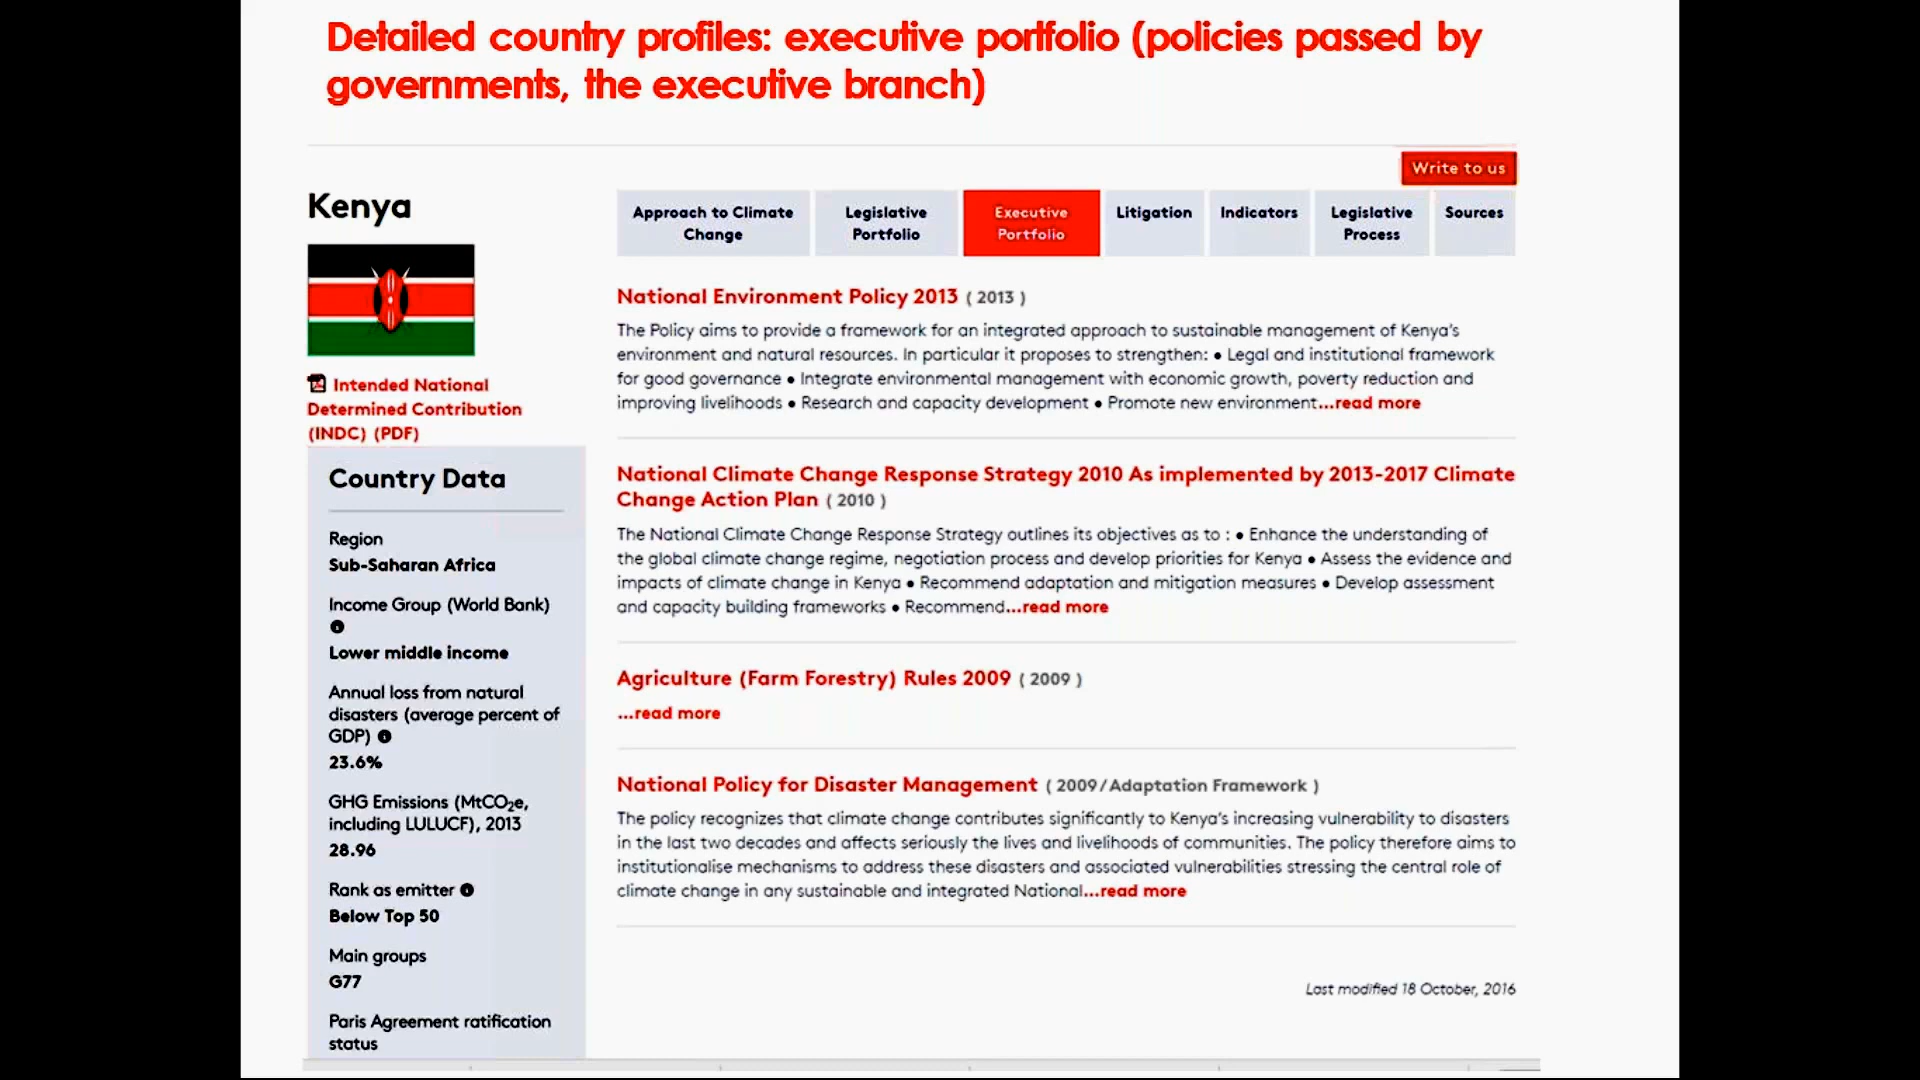 Detailed country profiles: executive portfolio (policies passed by
governments, the executive branch)
Write to us
Kenya
Approach to Climate
Change
Legislative
Portfolio
Executive
Portfolio
Litigation
Indicators
Legislative
Process
Sources
Intended National
Determined Contribution
(INDC) (PDF)
Country Data
Region
Sub-Saharan Africa
Income Group (World Bank)
Lower middle income
Annual loss from natural
disasters (average percent of
GDP)
23.6%
GHG Emissions (MtCO₂e,
including LULUCF), 2013
28.96
Rank as emitter
Below Top 50
Main groups
G77
Paris Agreement ratification
status
National Environment Policy 2013 ( 2013 )
The Policy aims to provide a framework for an integrated approach to sustainable management of Kenya's
environment and natural resources. In particular it proposes to strengthen: • Legal and institutional framework
for good governance • Integrate environmental management with economic growth, poverty reduction and
improving livelihoods • Research and capacity development • Promote new environment...read more
National Climate Change Response Strategy 2010 As implemented by 2013-2017 Climate
Change Action Plan ( 2010 )
The National Climate Change Response Strategy outlines its objectives as to : • Enhance the understanding of
the global climate change regime, negotiation process and develop priorities for Kenya • Assess the evidence and
impacts of climate change in Kenya • Recommend adaptation and mitigation measures • Develop assessment
and capacity building frameworks • Recommend...read more
Agriculture (Farm Forestry) Rules 2009 ( 2009 )
...read more
National Policy for Disaster Management ( 2009/Adaptation Framework )
The policy recognizes that climate change contributes significantly to Kenya's increasing vulnerability to disasters
in the last two decades and affects seriously the lives and livelihoods of communities. The policy therefore aims to
institutionalise mechanisms to address these disasters and associated vulnerabilities stressing the central role of
climate change in any sustainable and integrated National...read more
Last modified 18 October, 2016